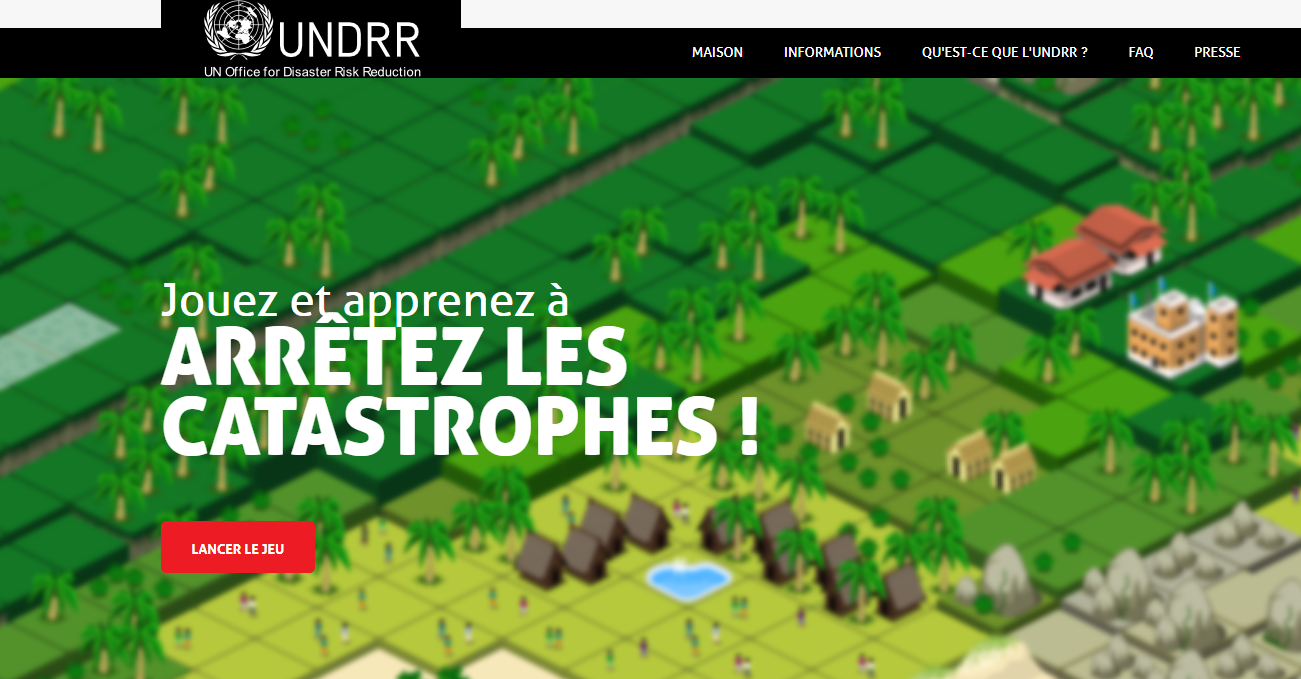 UNDRR
UN Office for Disaster Risk Reduction
MAISON
INFORMATIONS
QU'EST-CE QUE L'UNDRR ?
FAQ
PRESSE
Jouez et apprenez à
ARRÊTEZ LES
CATASTROPHES !
LANCER LE JEU